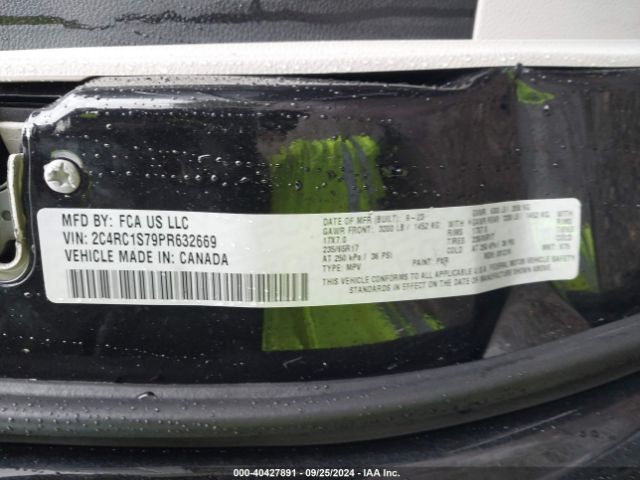 MFD BY: FCA US LLC
VIN: 2C4RC1S79PR632669
VEHICLE MADE IN: CANADA
DATE OF MFR (BUILT): 8-23
GAWR FRONT: 3200 LB / 1452 KG
17X7.0
235/65R17
AT 250 kPa / 36 PSI
TYPE: MPV
PAINT: PXR
THIS VEHICLE CONFORMS TO ALL APPLICABLE U.S.A. FEDERAL MOTOR VEHICLE SAFETY
STANDARDS IN EFFECT ON THE DATE OF MANUFACTURE SHOWN ABOVE.
000-40427891 / 09/25/2024 / IAA Inc.